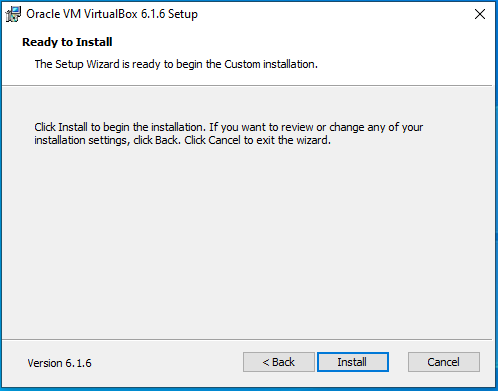 Oracle VM VirtualBox 6.1.6 Setup
Ready to Install
The Setup Wizard is ready to begin the Custom installation.
Click Install to begin the installation. If you want to review or change any of your
installation settings, click Back. Click Cancel to exit the wizard.
Version 6.1.6
< Back
Install
Cancel